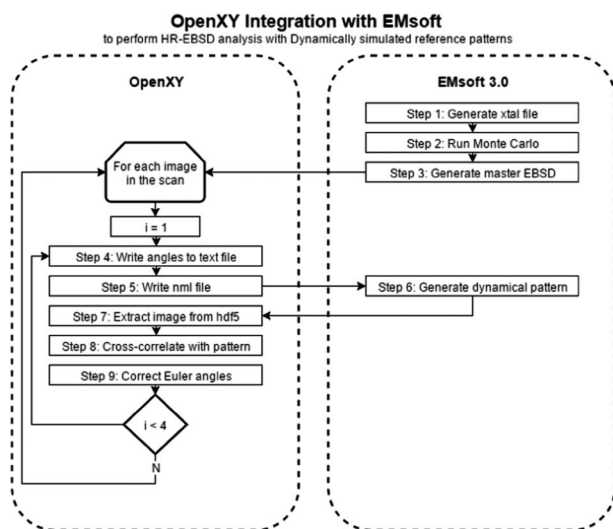 OpenXY Integration with EMsoft
to perform HR-EBSD analysis with Dynamically simulated reference patterns
OpenXY
EMsoft 3.0
Step 1: Generate xtal file
Step 2: Run Monte Carlo
Step 3: Generate master EBSD
For each image
in the scan
i = 1
Step 4: Write angles to text file
Step 5: Write nml file
Step 6: Generate dynamical pattern
Step 7: Extract image from hdf5
Step 8: Cross-correlate with pattern
Step 9: Correct Euler angles
i < 4
N